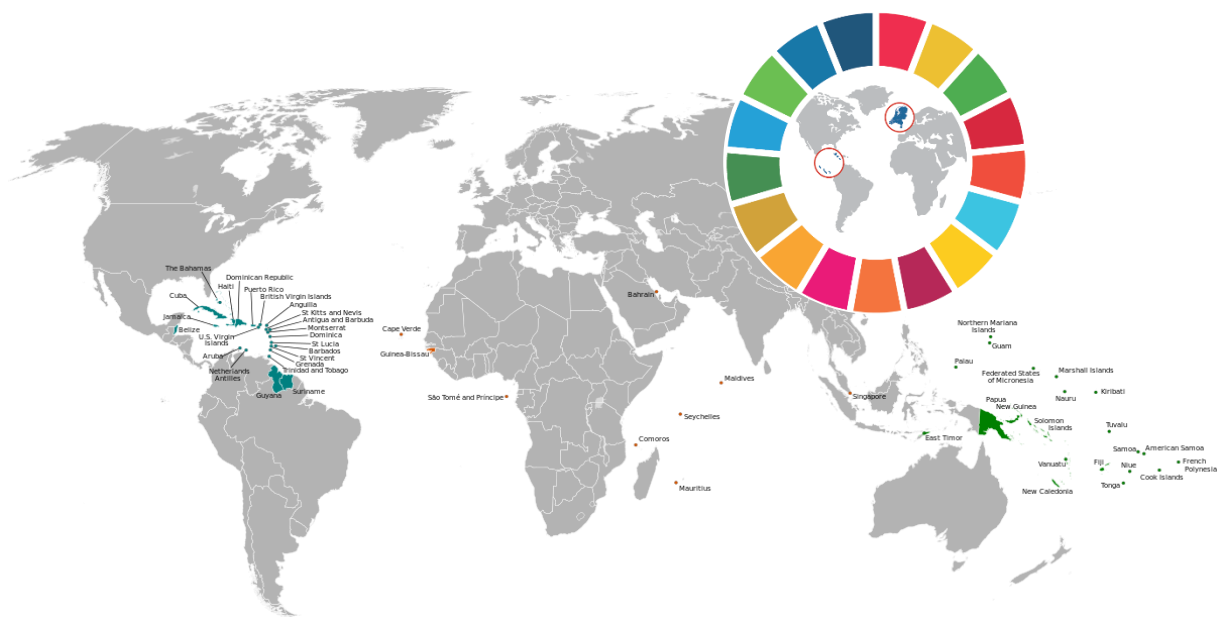 The Bahamas
Dominican Republic
Haiti
Puerto Rico
British Virgin Islands
Cuba
Anguilla
St Kitts and Nevis
Jamaica
Antigua and Barbuda
Belize
Montserrat
U.S. Virgin
Islands
Dominica
St Lucia
Barbados
Aruba
St Vincent
Grenada
Netherlands
Antilles
Trinidad and Tobago
Guyana
Suriname
Cape Verde
Guinea-Bissau
São Tomé and Príncipe
Bahrain
Maldives
Seychelles
Comoros
Mauritius
Singapore
Northern Mariana
Islands
Guam
Palau
Federated States
of Micronesia
Marshall Islands
Nauru
Kiribati
Papua
New Guinea
Solomon
Islands
East Timor
Tuvalu
Samoa
American Samoa
Vanuatu
Fiji
Niue
French
Polynesia
Cook Islands
Tonga
New Caledonia